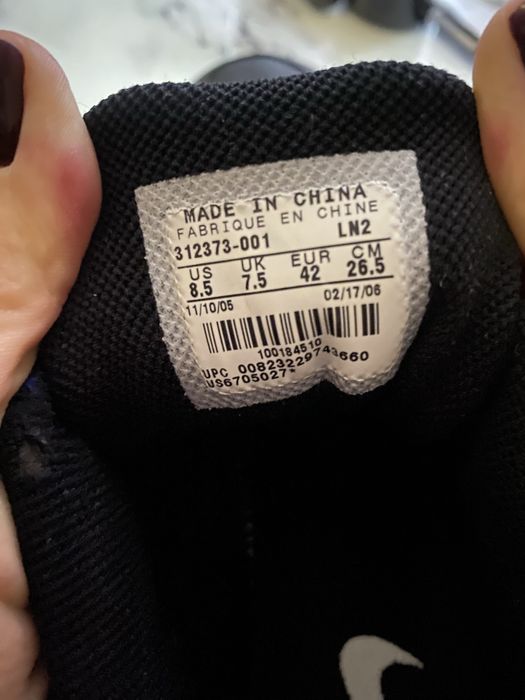 MADE IN CHINA
FABRIQUE EN CHINE
312373-001 LN2
US UK EUR CM
8.5 7.5 42 26.5
11/10/05 02/17/06
100184510
UPC 00823229743660
US6705027*